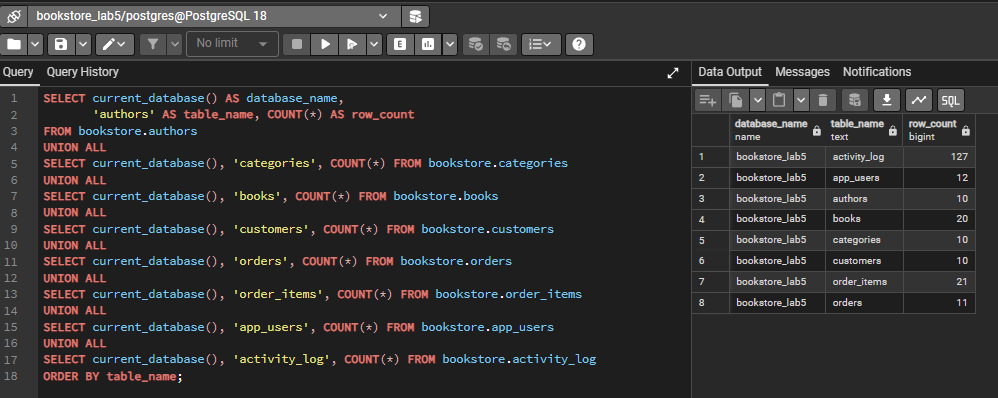 bookstore_lab5/postgres@PostgreSQL 18
No limit
E
SQL
Query Query History
Data Output Messages Notifications
1 SELECT current_database() AS database_name,
2 'authors' AS table_name, COUNT(*) AS row_count
3 FROM bookstore.authors
4 UNION ALL
5 SELECT current_database(), 'categories', COUNT(*) FROM bookstore.categories
6 UNION ALL
7 SELECT current_database(), 'books', COUNT(*) FROM bookstore.books
8 UNION ALL
9 SELECT current_database(), 'customers', COUNT(*) FROM bookstore.customers
10 UNION ALL
11 SELECT current_database(), 'orders', COUNT(*) FROM bookstore.orders
12 UNION ALL
13 SELECT current_database(), 'order_items', COUNT(*) FROM bookstore.order_items
14 UNION ALL
15 SELECT current_database(), 'app_users', COUNT(*) FROM bookstore.app_users
16 UNION ALL
17 SELECT current_database(), 'activity_log', COUNT(*) FROM bookstore.activity_log
18 ORDER BY table_name;
database_name table_name row_count
name text bigint
1 bookstore_lab5 activity_log 127
2 bookstore_lab5 app_users 12
3 bookstore_lab5 authors 10
4 bookstore_lab5 books 20
5 bookstore_lab5 categories 10
6 bookstore_lab5 customers 10
7 bookstore_lab5 order_items 21
8 bookstore_lab5 orders 11